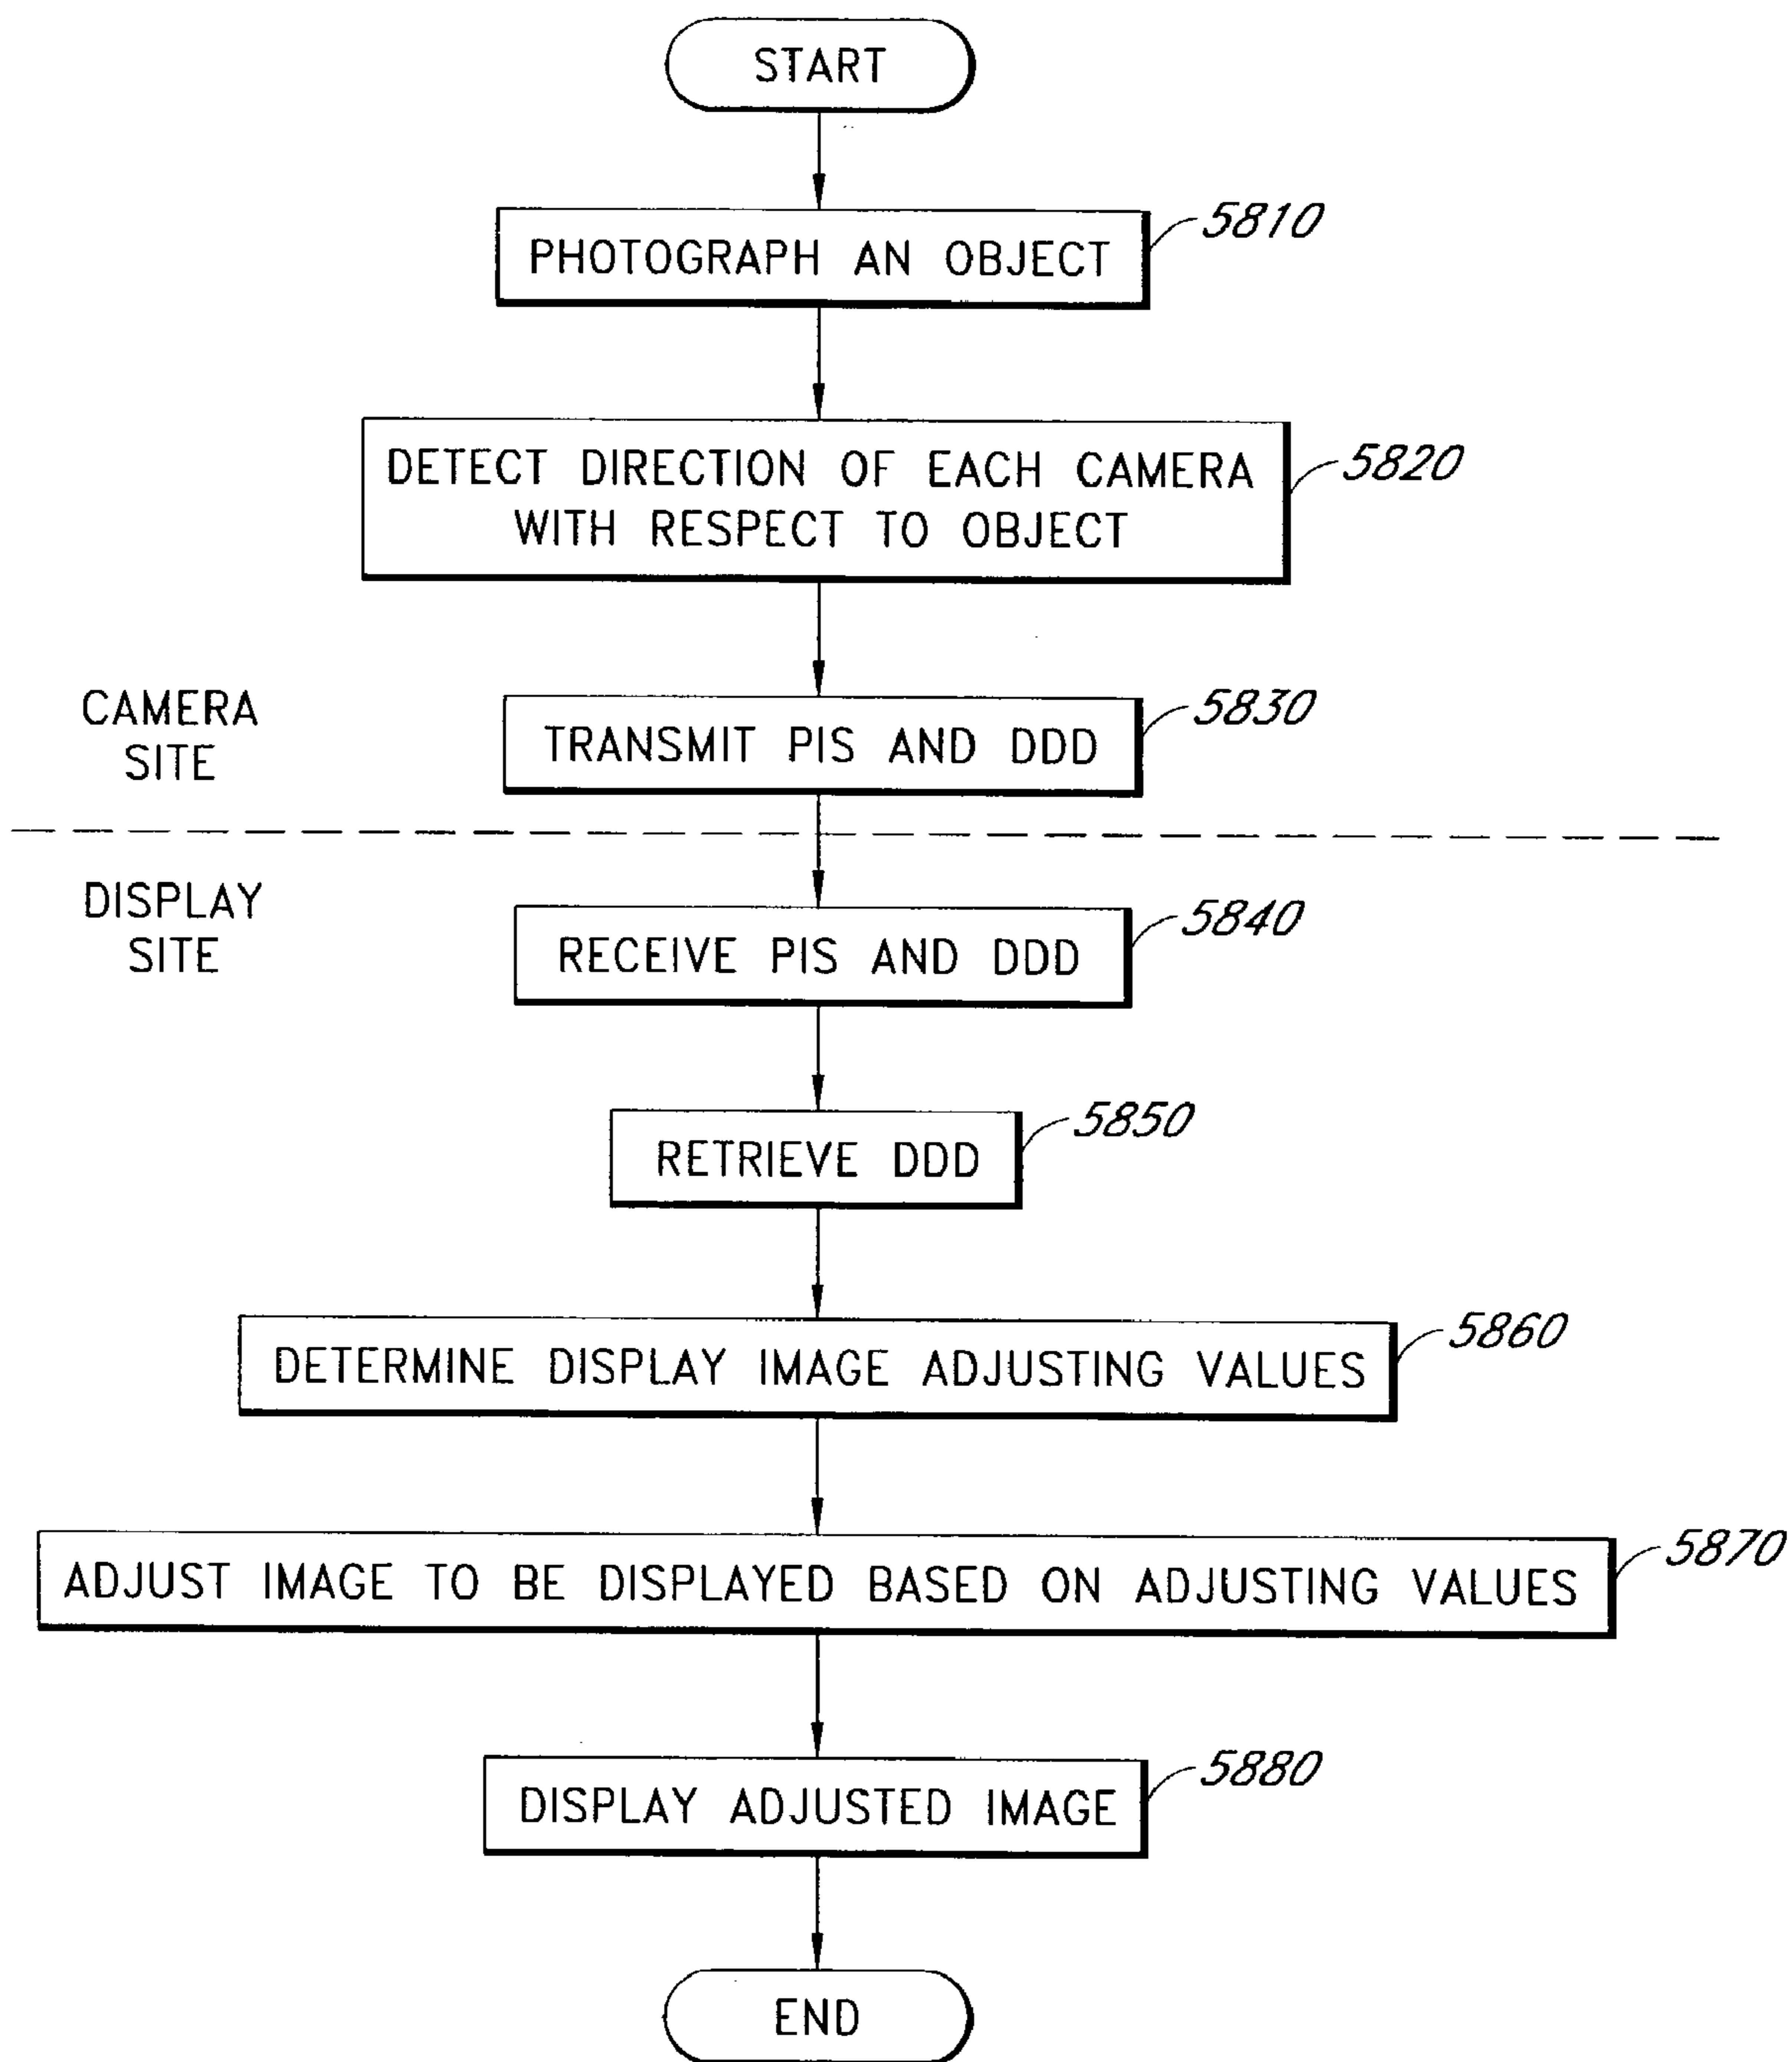 START
PHOTOGRAPH AN OBJECT
5810
DETECT DIRECTION OF EACH CAMERA
WITH RESPECT TO OBJECT
5820
CAMERA
SITE
TRANSMIT PIS AND DDD
5830
DISPLAY
SITE
RECEIVE PIS AND DDD
5840
RETRIEVE DDD
5850
DETERMINE DISPLAY IMAGE ADJUSTING VALUES
5860
ADJUST IMAGE TO BE DISPLAYED BASED ON ADJUSTING VALUES
5870
DISPLAY ADJUSTED IMAGE
5880
END